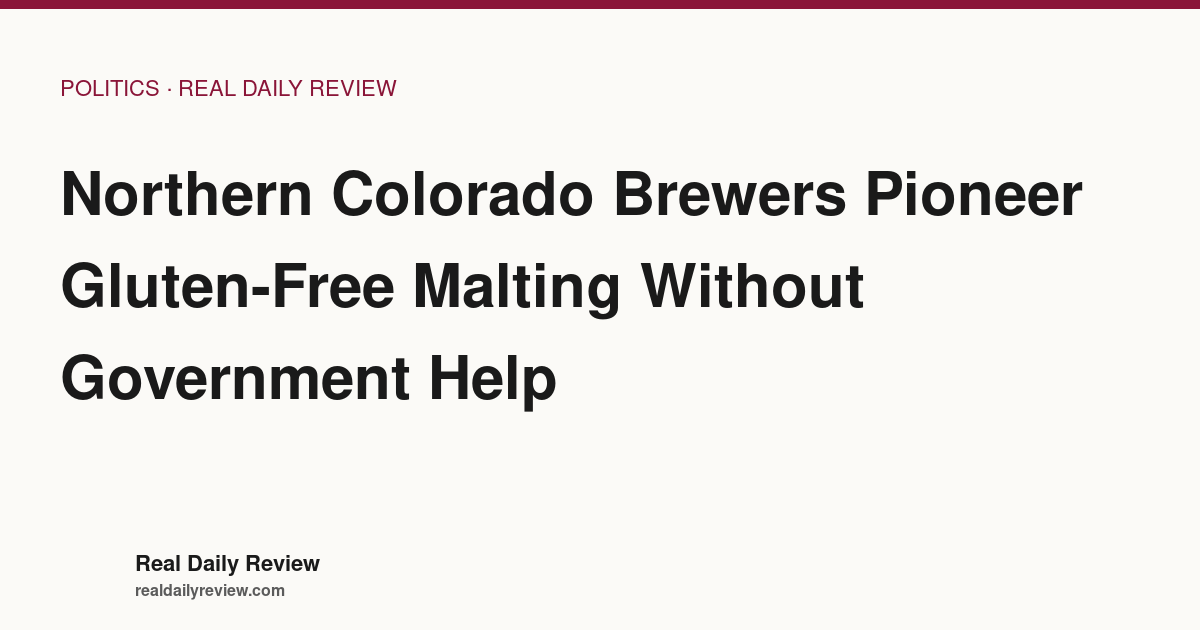 POLITICS · REAL DAILY REVIEW
Northern Colorado Brewers Pioneer
Gluten-Free Malting Without
Government Help
Real Daily Review
realdailyreview.com